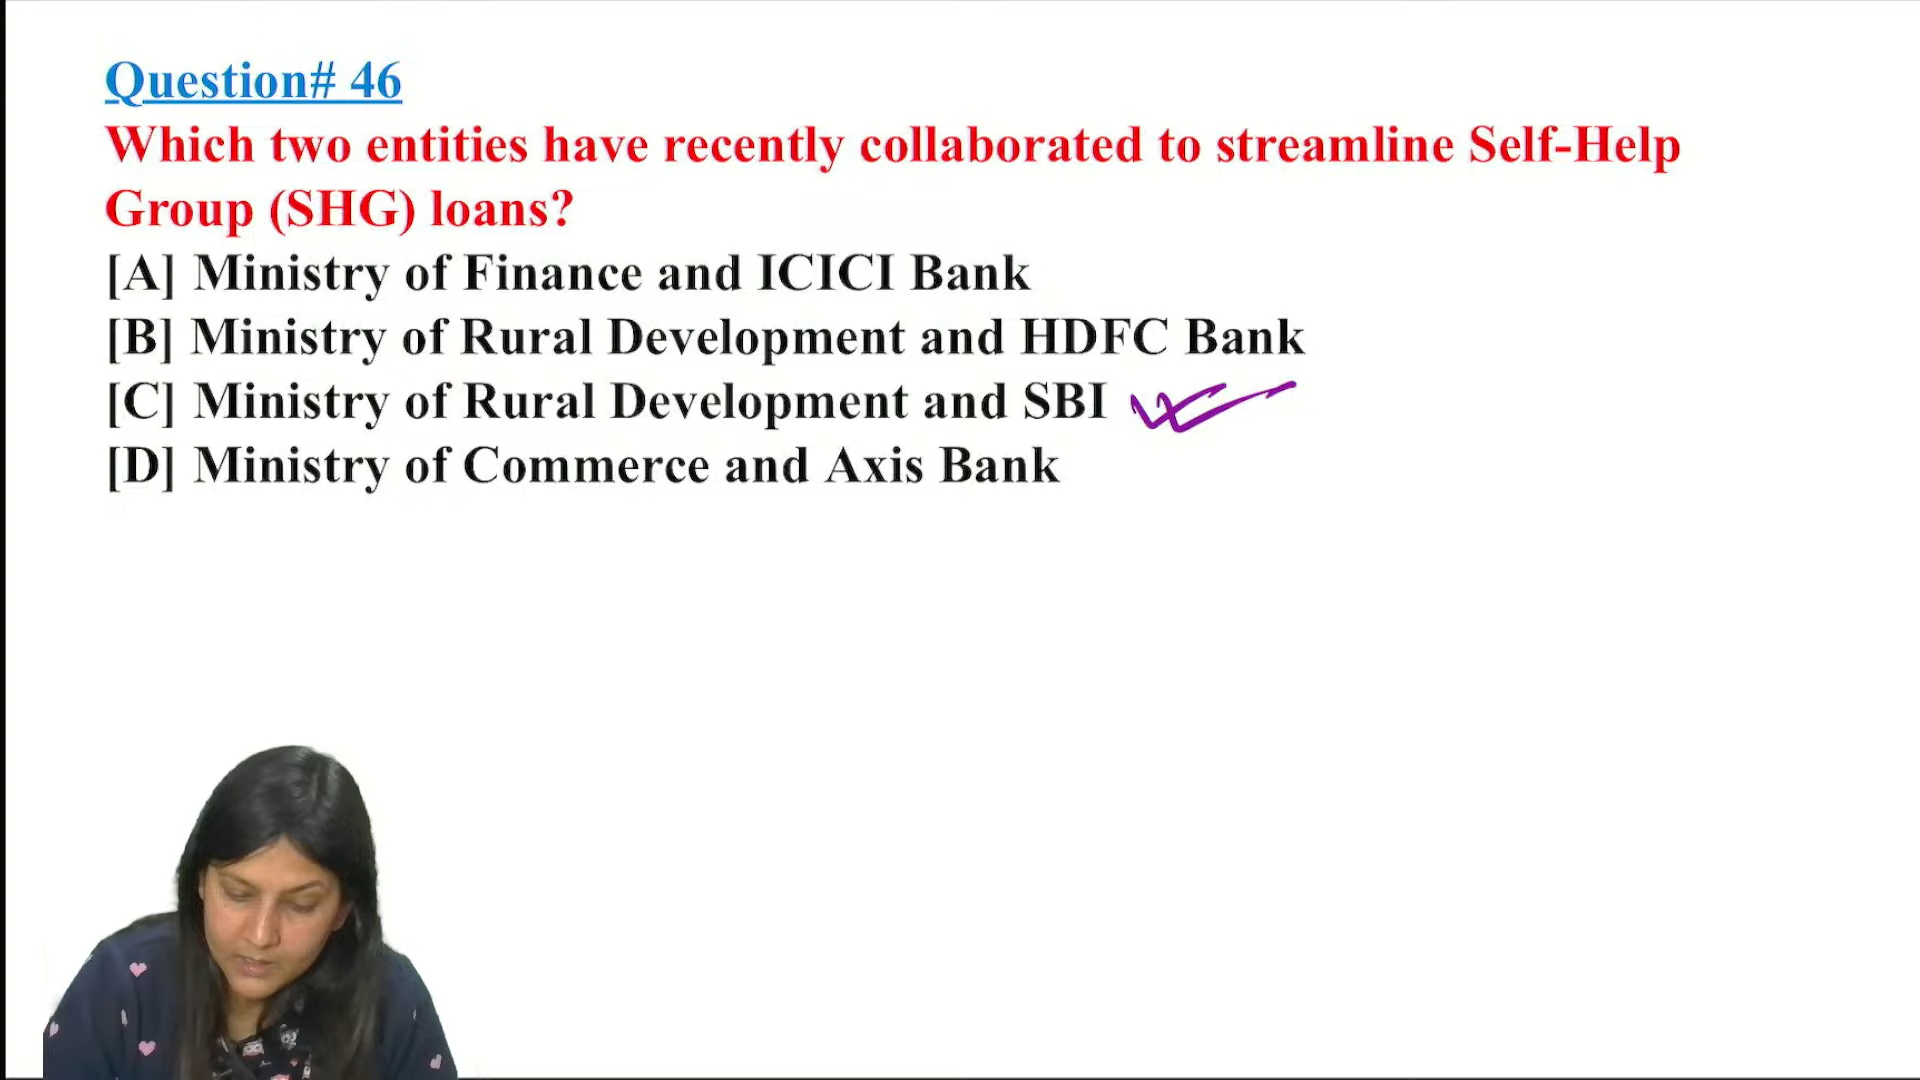 Question# 46
Which two entities have recently collaborated to streamline Self-Help
Group (SHG) loans?
[A] Ministry of Finance and ICICI Bank
[B] Ministry of Rural Development and HDFC Bank
[C] Ministry of Rural Development and SBI
[D] Ministry of Commerce and Axis Bank